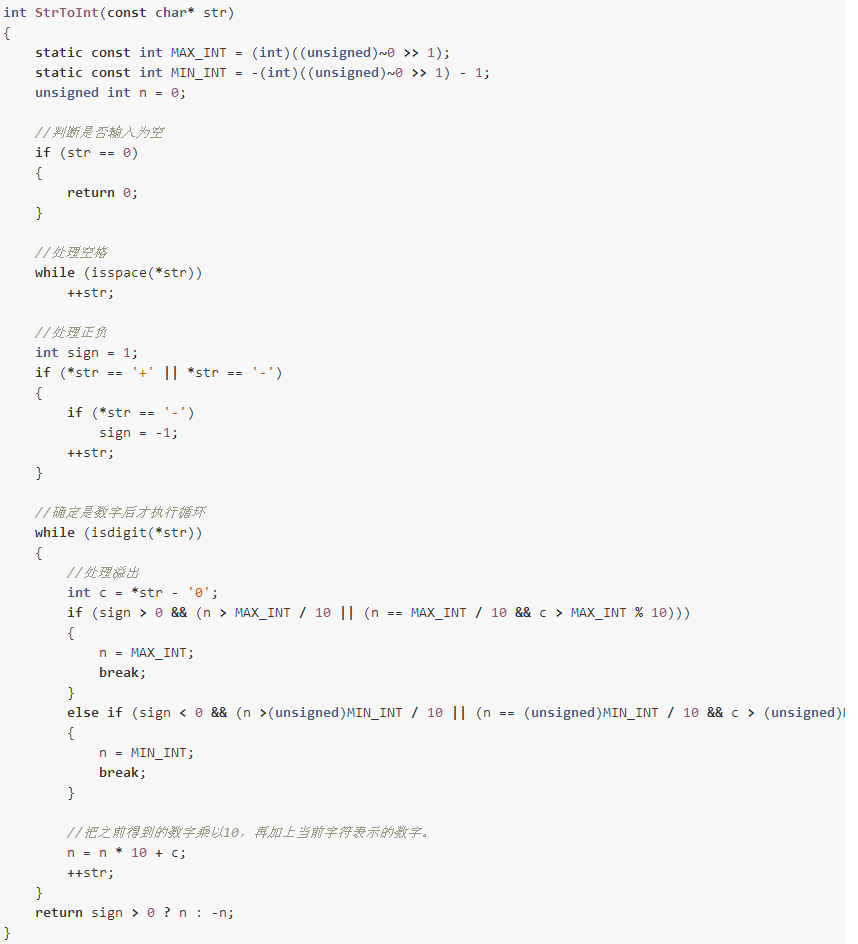 int StrToInt(const char* str)
{
    static const int MAX_INT = (int)((unsigned)~0 >> 1);
    static const int MIN_INT = -(int)((unsigned)~0 >> 1) - 1;
    unsigned int n = 0;

    //判断是否输入为空
    if (str == 0)
    {
        return 0;
    }

    //处理空格
    while (isspace(*str))
        ++str;

    //处理正负
    int sign = 1;
    if (*str == '+' || *str == '-')
    {
        if (*str == '-')
            sign = -1;
        ++str;
    }

    //确定是数字后才执行循环
    while (isdigit(*str))
    {
        //处理溢出
        int c = *str - '0';
        if (sign > 0 && (n > MAX_INT / 10 || (n == MAX_INT / 10 && c > MAX_INT % 10)))
        {
            n = MAX_INT;
            break;
        }
        else if (sign < 0 && (n >(unsigned)MIN_INT / 10 || (n == (unsigned)MIN_INT / 10 && c > (unsigned)
        {
            n = MIN_INT;
            break;
        }

        //把之前得到的数字乘以10，再加上当前字符表示的数字。
        n = n * 10 + c;
        ++str;
    }
    return sign > 0 ? n : -n;
}